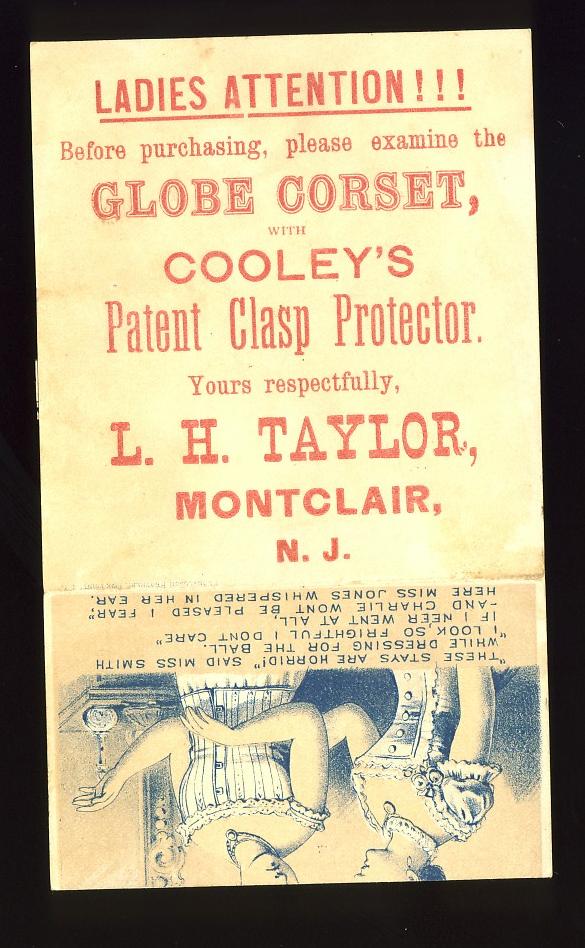 LADIES ATTENTION!!!
Before purchasing, please examine the
GLOBE CORSET,
WITH
COOLEY'S
Patent Clasp Protector.
Yours respectfully,
L. H. TAYLOR,
MONTCLAIR,
N. J.
"THESE STAYS ARE HORRID!" SAID MISS SMITH
WHILE DRESSING FOR THE BALL.
"I LOOK SO FRIGHTFUL I DONT CARE"
IF I NEER WENT AT ALL,
-AND CHARLIE WONT BE PLEASED I FEAR,"
HERE MISS JONES WHISPERED IN HER EAR.